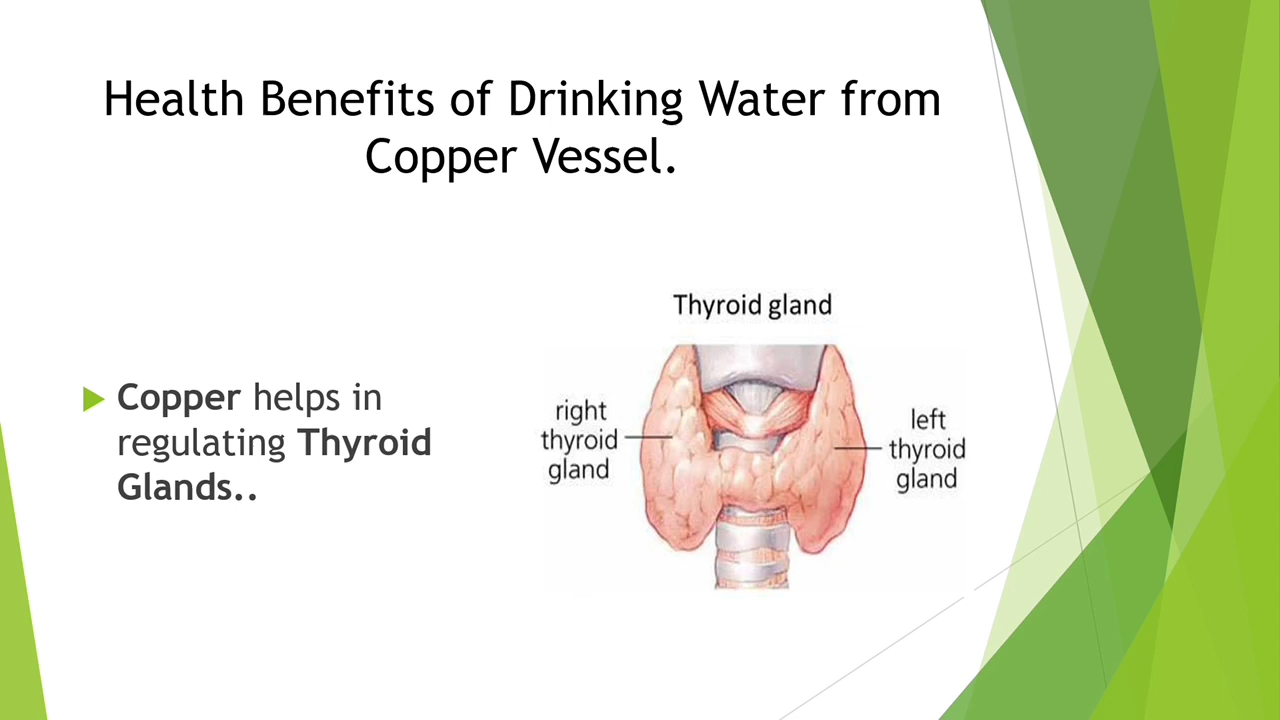 Health Benefits of Drinking Water from
Copper Vessel.
Copper helps in
regulating Thyroid
Glands..
Thyroid gland
right
thyroid
gland
left
thyroid
gland